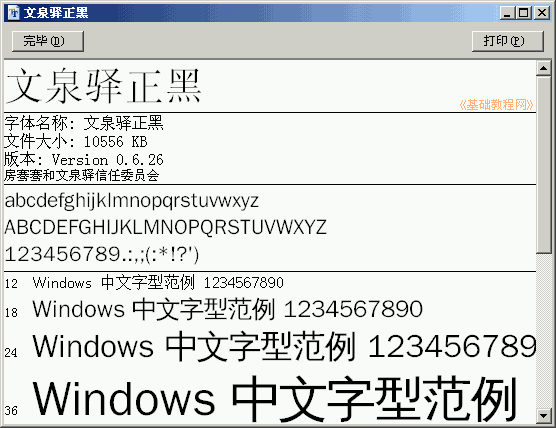 文泉驿正黑
完毕(D)
打印(P)
文泉驿正黑
《基础教程网》
字体名称: 文泉驿正黑
文件大小: 10556 KB
版本: Version 0.6.26
房骞骞和文泉驿信任委员会
abcdefghijklmnopqrstuvwxyz
ABCDEFGHIJKLMNOPQRSTUVWXYZ
123456789.:,;(:*!?')
12 Windows 中文字型范例 1234567890
18 Windows 中文字型范例 1234567890
24 Windows 中文字型范例 123456789
36 Windows 中文字型范例